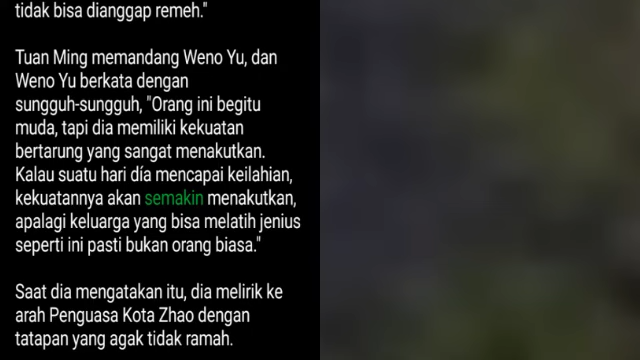 tidak bisa dianggap remeh."
Tuan Ming memandang Weno Yu, dan
Weno Yu berkata dengan
sungguh-sungguh, "Orang ini begitu
muda, tapi dia memiliki kekuatan
bertarung yang sangat menakutkan.
Kalau suatu hari día mencapai keilahian,
kekuatannya akan semakin menakutkan,
apalagi keluarga yang bisa melatih jenius
seperti ini pasti bukan orang biasa."
Saat dia mengatakan itu, dia melirik ke
arah Penguasa Kota Zhao dengan
tatapan yang agak tidak ramah.